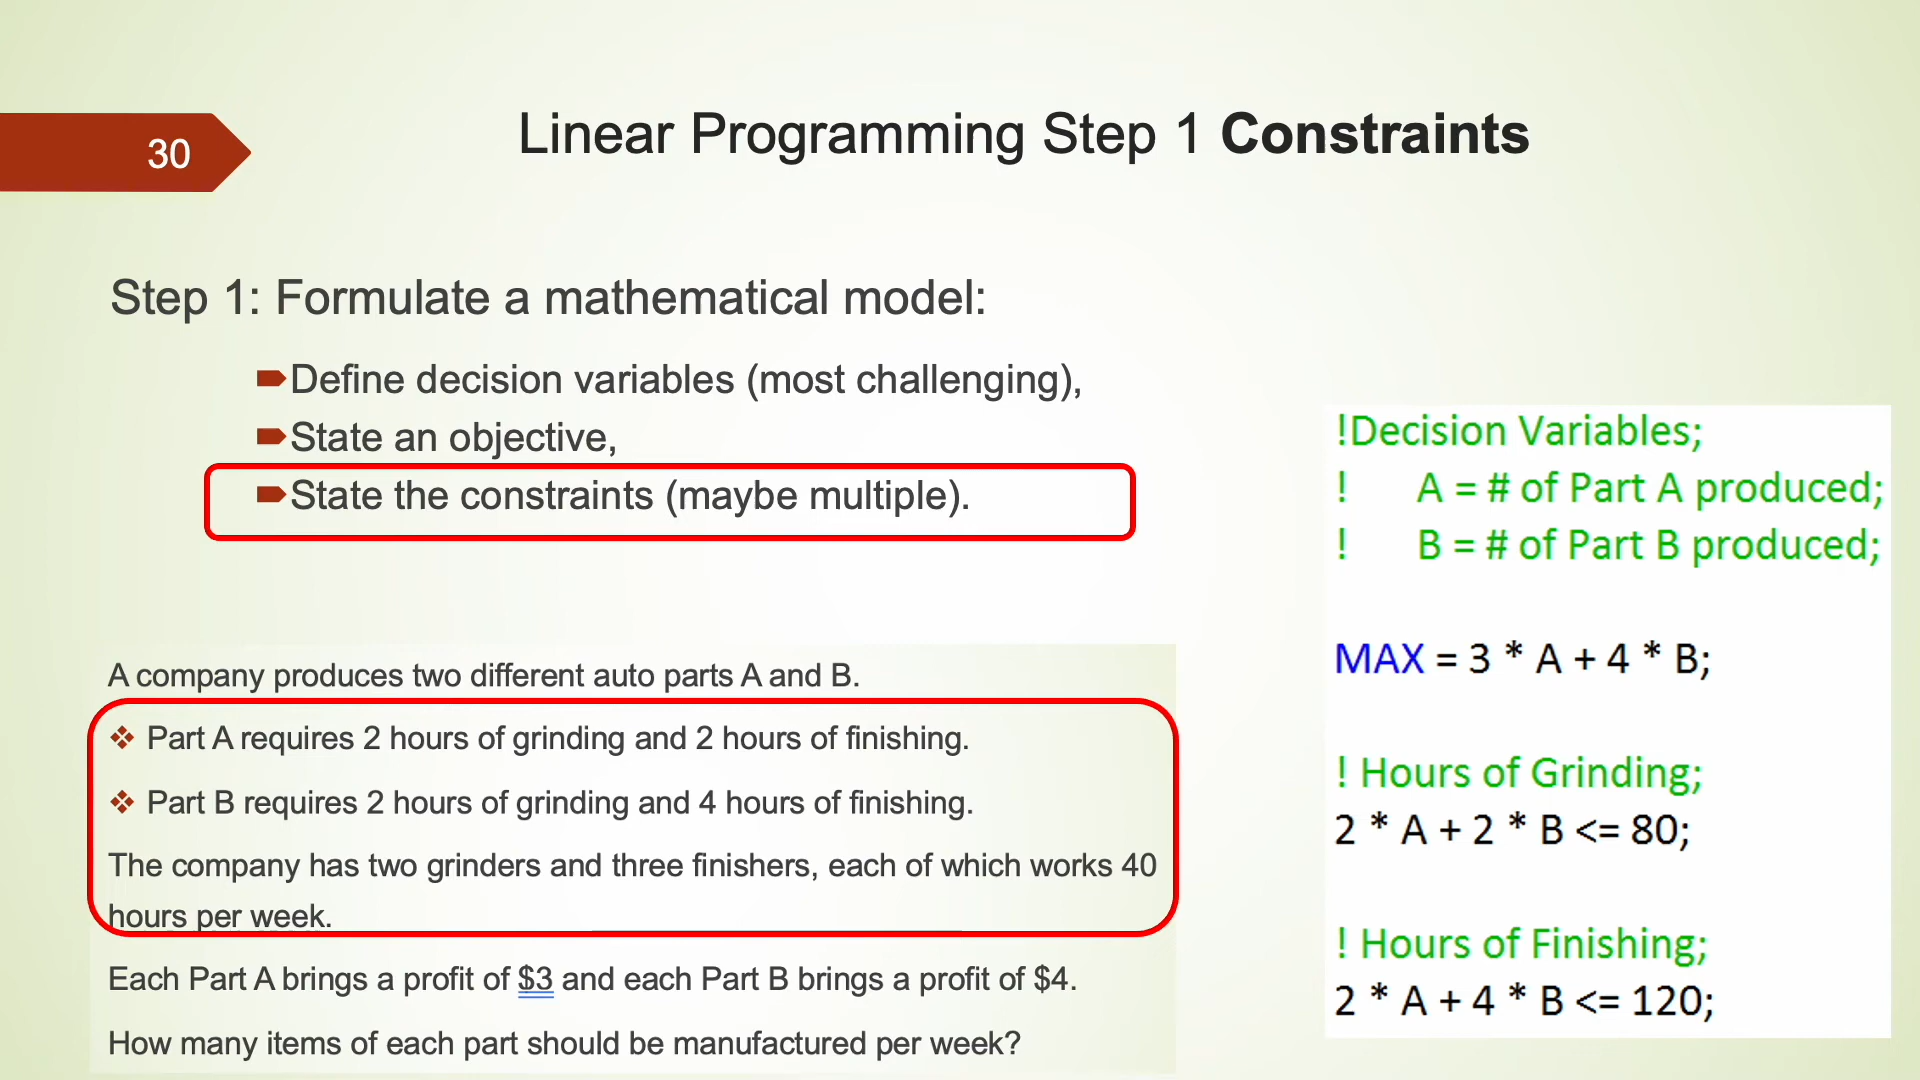 30
Linear Programming Step 1 Constraints
Step 1: Formulate a mathematical model:
Define decision variables (most challenging),
State an objective,
State the constraints (maybe multiple).
A company produces two different auto parts A and B.
Part A requires 2 hours of grinding and 2 hours of finishing.
Part B requires 2 hours of grinding and 4 hours of finishing.
The company has two grinders and three finishers, each of which works 40
hours per week.
Each Part A brings a profit of $3 and each Part B brings a profit of $4.
How many items of each part should be manufactured per week?
!Decision Variables;
! A = # of Part A produced;
! B = # of Part B produced;
MAX = 3 * A + 4 * B;
! Hours of Grinding;
2 * A + 2 * B <= 80;
! Hours of Finishing;
2 * A + 4 * B <= 120;